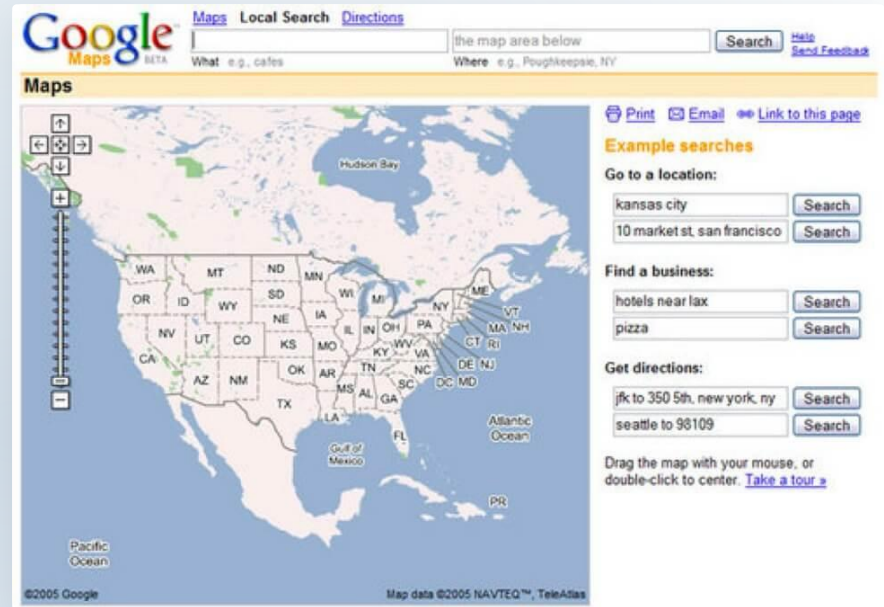 Google Maps BETA
Maps Local Search Directions
the map area below Search Help
What e.g., cafes Where e.g., Poughkeepsie, NY Send Feedback
Maps
Print Email Link to this page
Example searches
Go to a location:
kansas city Search
10 market st, san francisco Search
Find a business:
hotels near lax Search
pizza Search
Get directions:
jfk to 350 5th, new york, ny Search
seattle to 98109 Search
Drag the map with your mouse, or
double-click to center. Take a tour »
Hudson Bay
WA MT ND MN
OR ID WY SD WI MI NY ME
NV UT CO NE IA IL IN OH PA VT
MA NH
CA KS MO KY WV VA CT RI
AZ NM OK AR TN NC DE NJ
TX MS AL GA SC DC MD
LA FL
Gulf of
Mexico
Atlantic
Ocean
PR
Pacific
Ocean
©2005 Google Map data ©2005 NAVTEQ™, TeleAtlas